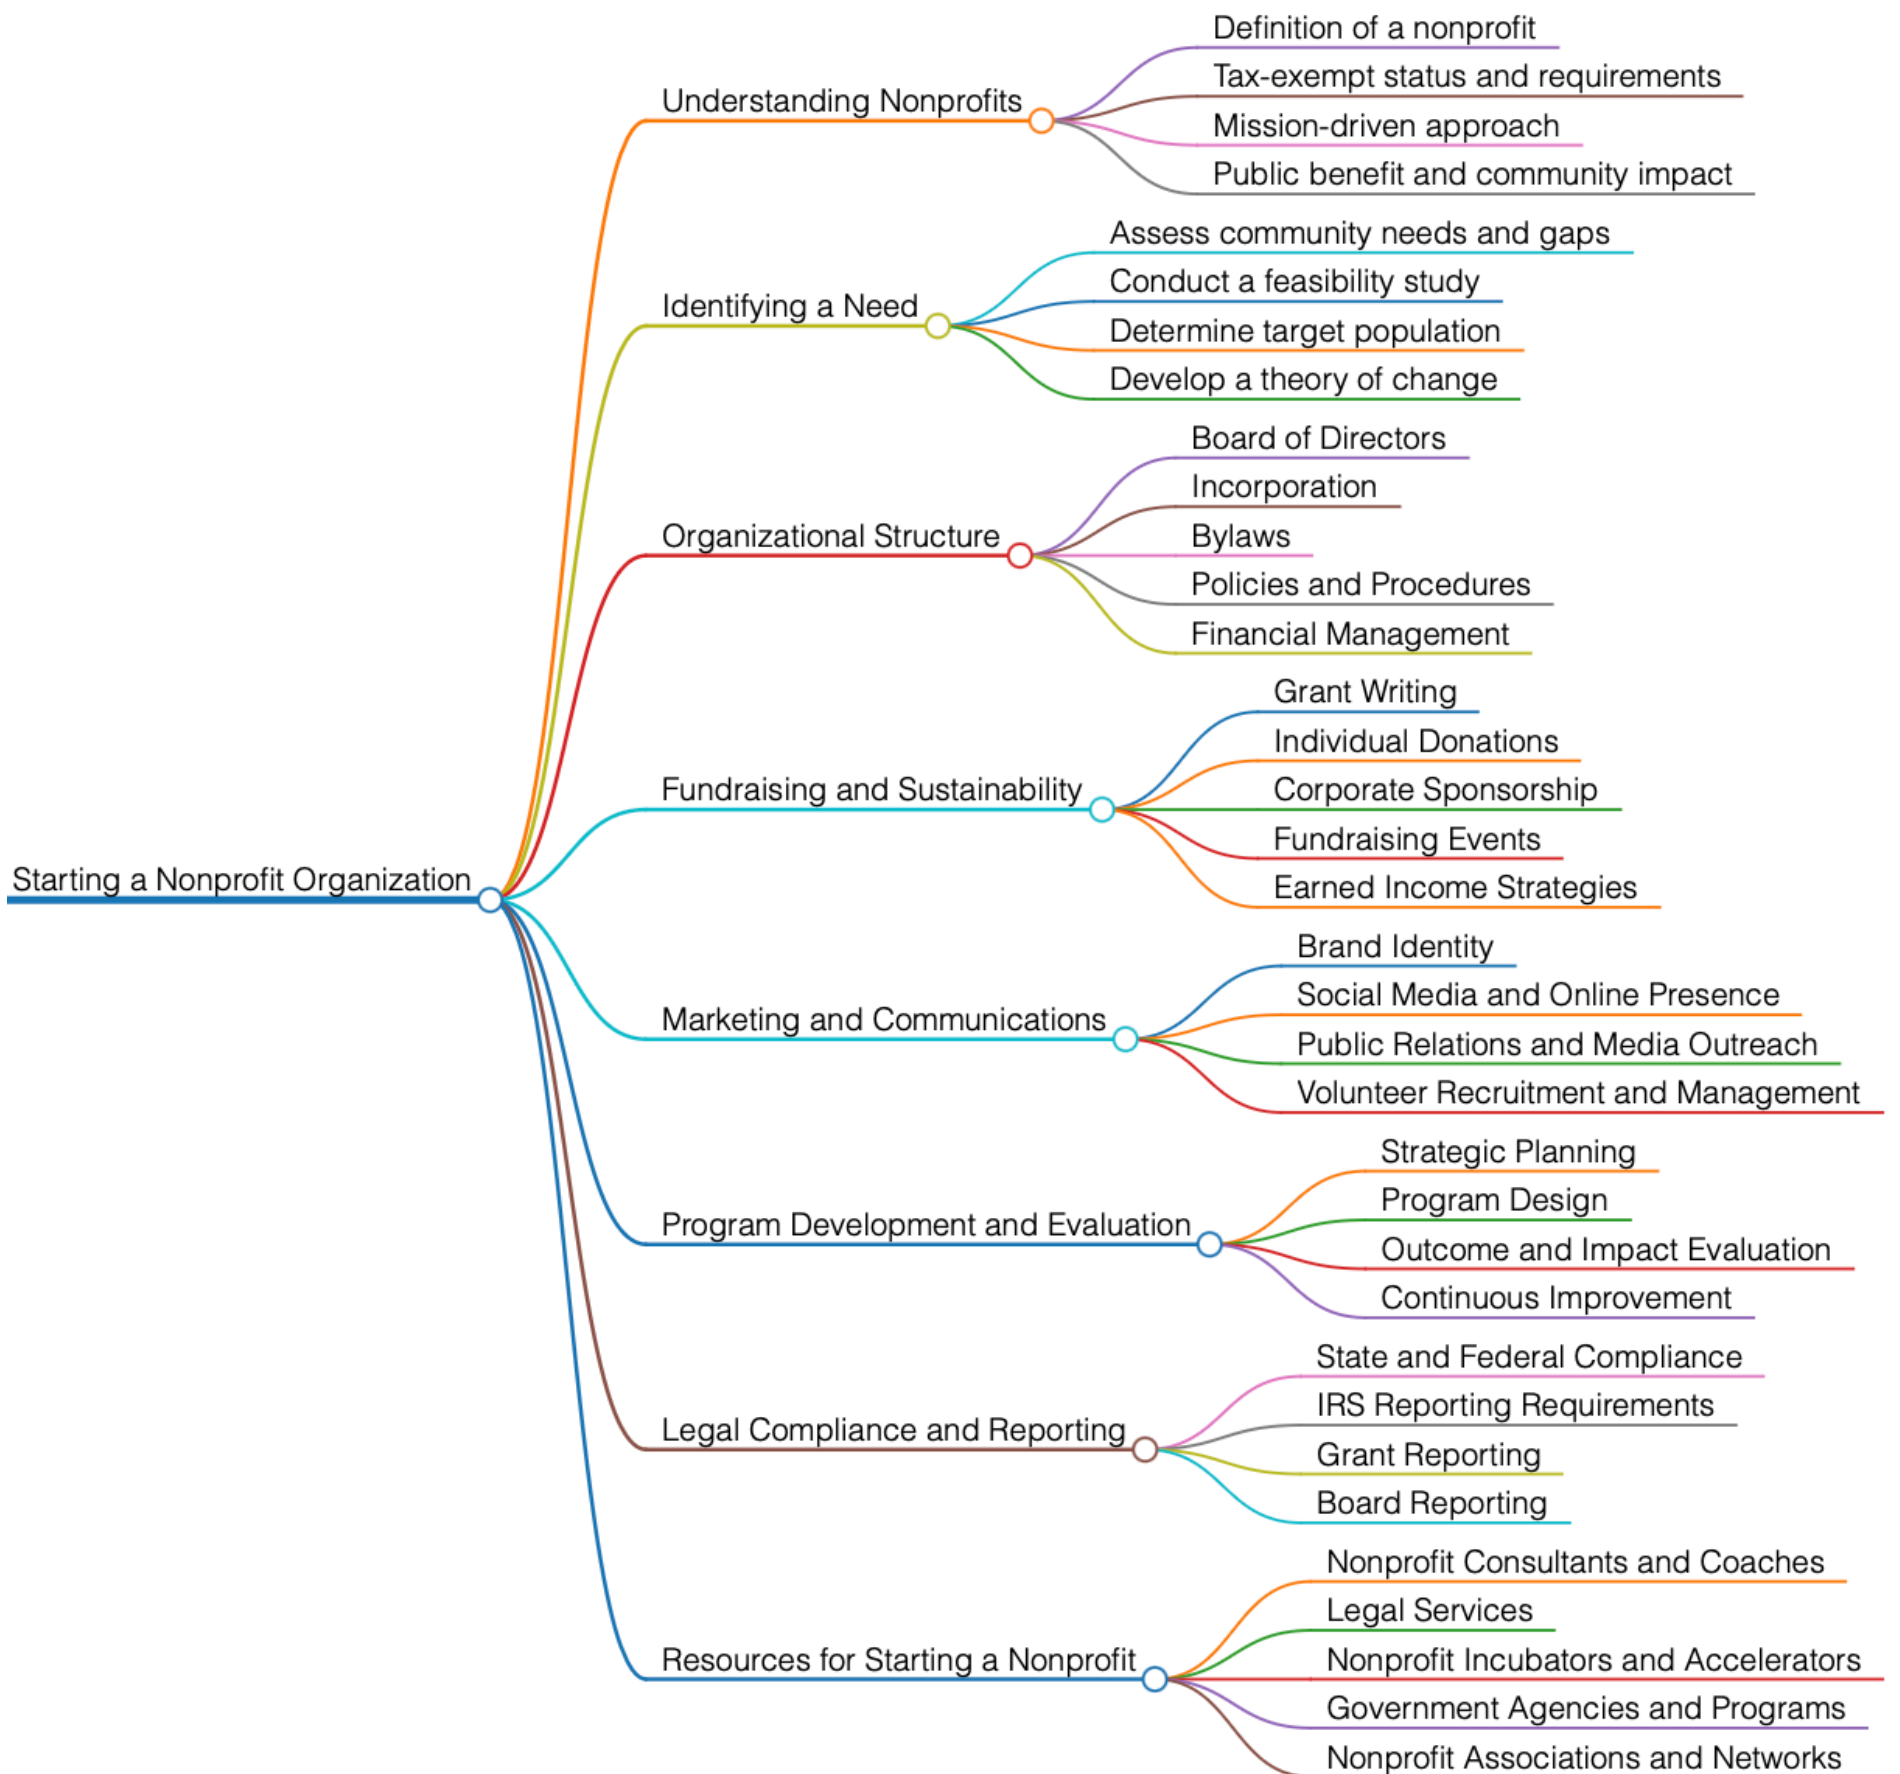 Starting a Nonprofit Organization
Understanding Nonprofits
Definition of a nonprofit
Tax-exempt status and requirements
Mission-driven approach
Public benefit and community impact
Identifying a Need
Assess community needs and gaps
Conduct a feasibility study
Determine target population
Develop a theory of change
Organizational Structure
Board of Directors
Incorporation
Bylaws
Policies and Procedures
Financial Management
Fundraising and Sustainability
Grant Writing
Individual Donations
Corporate Sponsorship
Fundraising Events
Earned Income Strategies
Marketing and Communications
Brand Identity
Social Media and Online Presence
Public Relations and Media Outreach
Volunteer Recruitment and Management
Program Development and Evaluation
Strategic Planning
Program Design
Outcome and Impact Evaluation
Continuous Improvement
Legal Compliance and Reporting
State and Federal Compliance
IRS Reporting Requirements
Grant Reporting
Board Reporting
Resources for Starting a Nonprofit
Nonprofit Consultants and Coaches
Legal Services
Nonprofit Incubators and Accelerators
Government Agencies and Programs
Nonprofit Associations and Networks